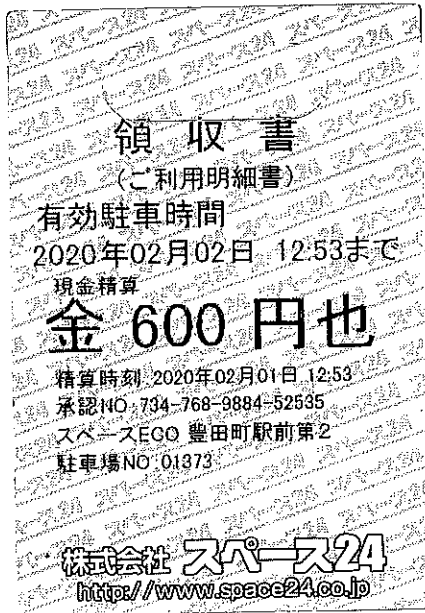 領収書
(ご利用明細書)
有効駐車時間
2020年02月02日 12:53まで
現金精算
金 600 円也
精算時刻 2020年02月01日 12:53
承認NO 734-768-9884-52535
スペースECO 豊田町駅前第2
駐車場NO 01373
株式会社 スペース24
http://www.space24.co.jp